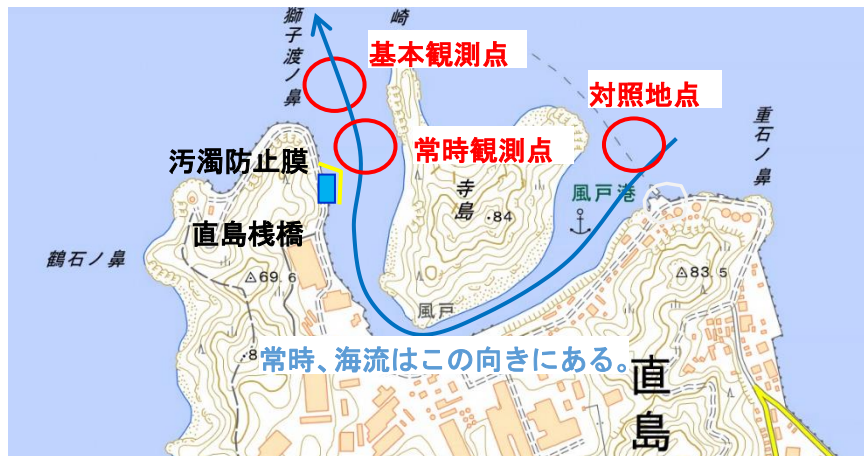 獅子渡ノ鼻
崎
基本観測点
対照地点
重石ノ鼻
常時観測点
汚濁防止膜
寺島
風戸港
・84
直島桟橋
鶴石ノ鼻
△69.6
△83.5
風戸
・8
常時、海流はこの向きにある。
直島